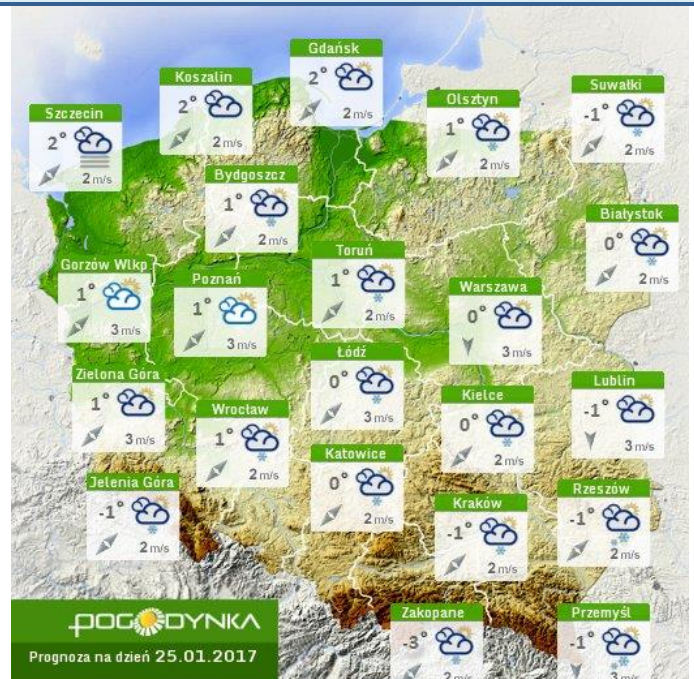 Gdańsk
2°
2 m/s
Koszalin
2°
2 m/s
Suwałki
-1°
2 m/s
Olsztyn
1°
2 m/s
Szczecin
2°
2 m/s
Bydgoszcz
1°
2 m/s
Białystok
0°
2 m/s
Toruń
1°
2 m/s
Gorzów Wlkp
1°
3 m/s
Poznań
1°
3 m/s
Warszawa
0°
3 m/s
Łódź
0°
3 m/s
Zielona Góra
1°
3 m/s
Lublin
-1°
3 m/s
Kielce
0°
2 m/s
Wrocław
1°
2 m/s
Katowice
0°
2 m/s
Jelenia Góra
-1°
2 m/s
Rzeszów
-1°
2 m/s
Kraków
-1°
2 m/s
Zakopane
-3°
2 m/s
Przemyśl
-1°
3 m/s
POGODYNKA
Prognoza na dzień 25.01.2017